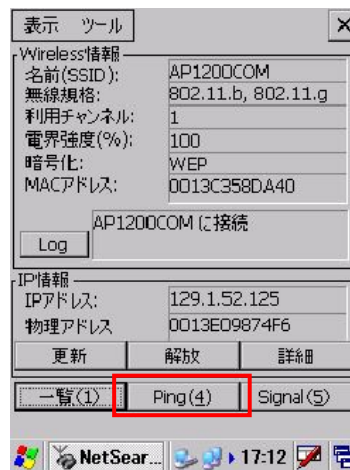 表示 ツール ×
Wireless情報
名前(SSID): AP1200COM
無線規格: 802.11.b, 802.11.g
利用チャンネル: 1
電界強度(%): 100
暗号化: WEP
MACアドレス: 0013C358DA40
AP1200COM に接続
Log
IP情報
IPアドレス: 129.1.52.125
物理アドレス 0013E09874F6
更新 解放 詳細
一覧(1) Ping(4) Signal(5)
NetSear... 17:12